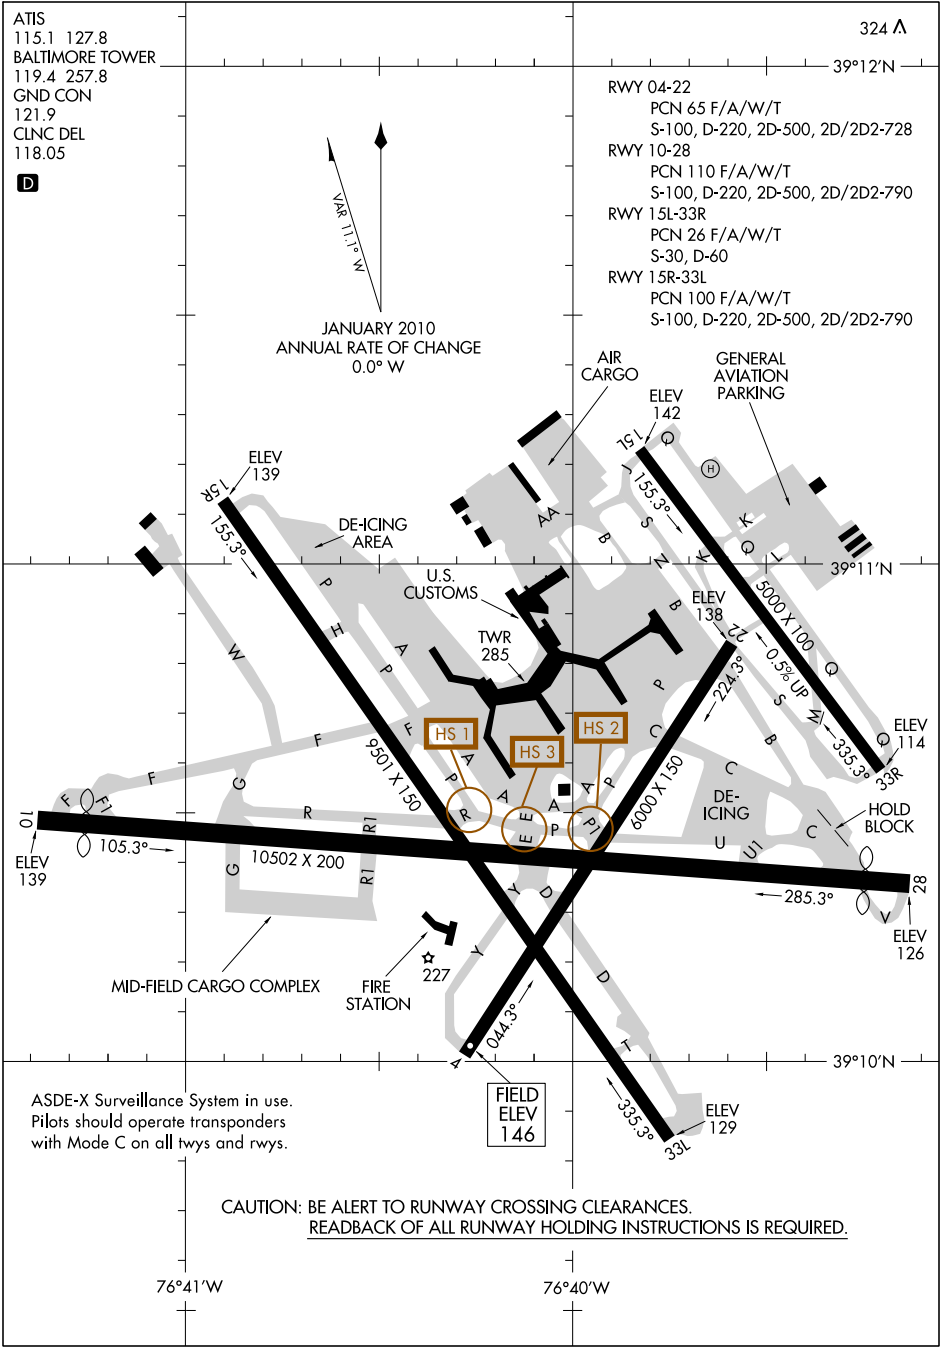 ATIS
115.1 127.8
BALTIMORE TOWER
119.4 257.8
GND CON
121.9
CLNC DEL
118.05
D
324
39°12'N
RWY 04-22
PCN 65 F/A/W/T
S-100, D-220, 2D-500, 2D/2D2-728
RWY 10-28
PCN 110 F/A/W/T
S-100, D-220, 2D-500, 2D/2D2-790
RWY 15L-33R
PCN 26 F/A/W/T
S-30, D-60
RWY 15R-33L
PCN 100 F/A/W/T
S-100, D-220, 2D-500, 2D/2D2-790
VAR 11.1° W
JANUARY 2010
ANNUAL RATE OF CHANGE
0.0° W
AIR
CARGO
GENERAL
AVIATION
PARKING
ELEV
142
15L
Q
H
J
155.3°
ELEV
139
15R
155.3°
DE-ICING
AREA
AA
S
B
K
Z
K
Q
L
39°11'N
U.S.
CUSTOMS
P
H
A
P
B
ELEV
138
22
5000 X 100
TWR
285
W
224.3°
0.5% UP
Q
P
S
W
335.3°
ELEV
114
Q
33R
HS 1
HS 3
HS 2
F
F
C
B
A
9501 X 150
F
G
P
A
A
A
P
6000 X 150
C
DE-
ICING
HOLD
BLOCK
F
F1
R
R1
R
E
E
P
P1
U
U1
C
10
ELEV
139
105.3°
10502 X 200
G
R1
Y
D
285.3°
28
V
ELEV
126
MID-FIELD CARGO COMPLEX
FIRE
STATION
227
Y
D
044.3°
4
T
FIELD
ELEV
146
39°10'N
335.3°
ELEV
129
33L
ASDE-X Surveillance System in use.
Pilots should operate transponders
with Mode C on all twys and rwys.
CAUTION: BE ALERT TO RUNWAY CROSSING CLEARANCES.
READBACK OF ALL RUNWAY HOLDING INSTRUCTIONS IS REQUIRED.
76°41'W
76°40'W